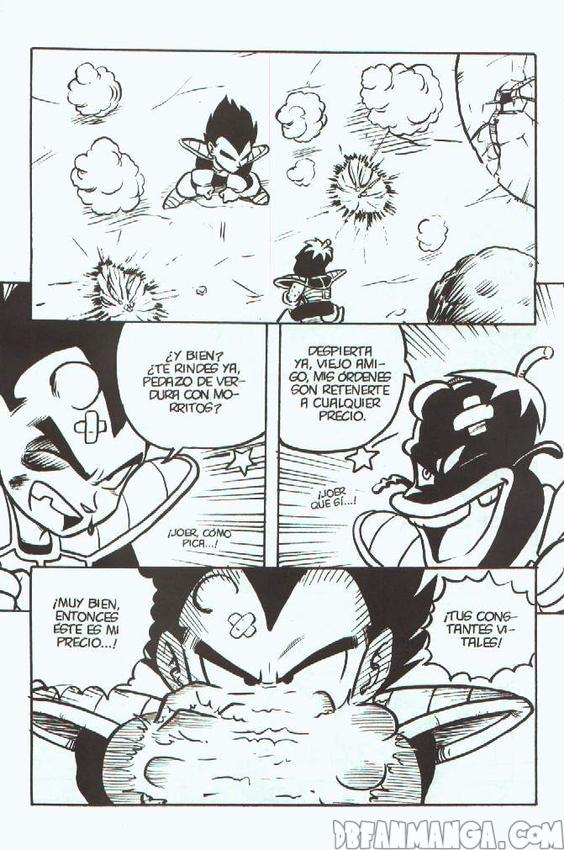 ¿Y BIEN?
¿TE RINDES YA,
PEDAZO DE VER-
DURA CON MO-
RRITOS?
¡JOER, CÓMO
PICA...!
DESPIERTA
YA, VIEJO AMI-
GO, MIS ÓRDENES
SON RETENERTE
A CUALQUIER
PRECIO.
¡JOER
QUE SÍ...!
¡MUY BIEN,
ENTONCES
ESTE ES MI
PRECIO...!
¡TUS CONS-
TANTES VI-
TALES!
DBFANMANGA.COM